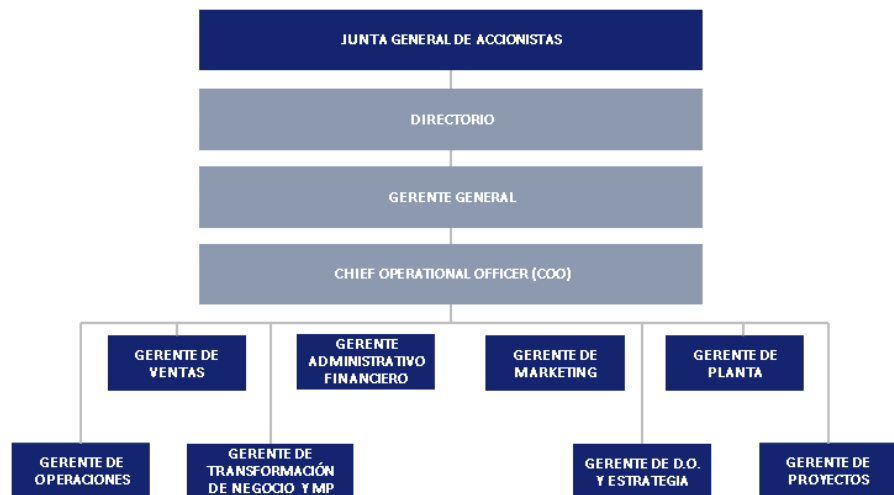 JUNTA GENERAL DE ACCIONISTAS
DIRECTORIO
GERENTE GENERAL
CHIEF OPERATIONAL OFFICER (COO)
GERENTE DE
VENTAS
GERENTE
ADMINISTRATIVO
FINANCIERO
GERENTE DE
MARKETING
GERENTE DE
PLANTA
GERENTE DE
OPERACIONES
GERENTE DE
TRANSFORMACIÓN
DE NEGOCIO Y MP
GERENTE DE D.O.
Y ESTRATEGIA
GERENTE DE
PROYECTOS